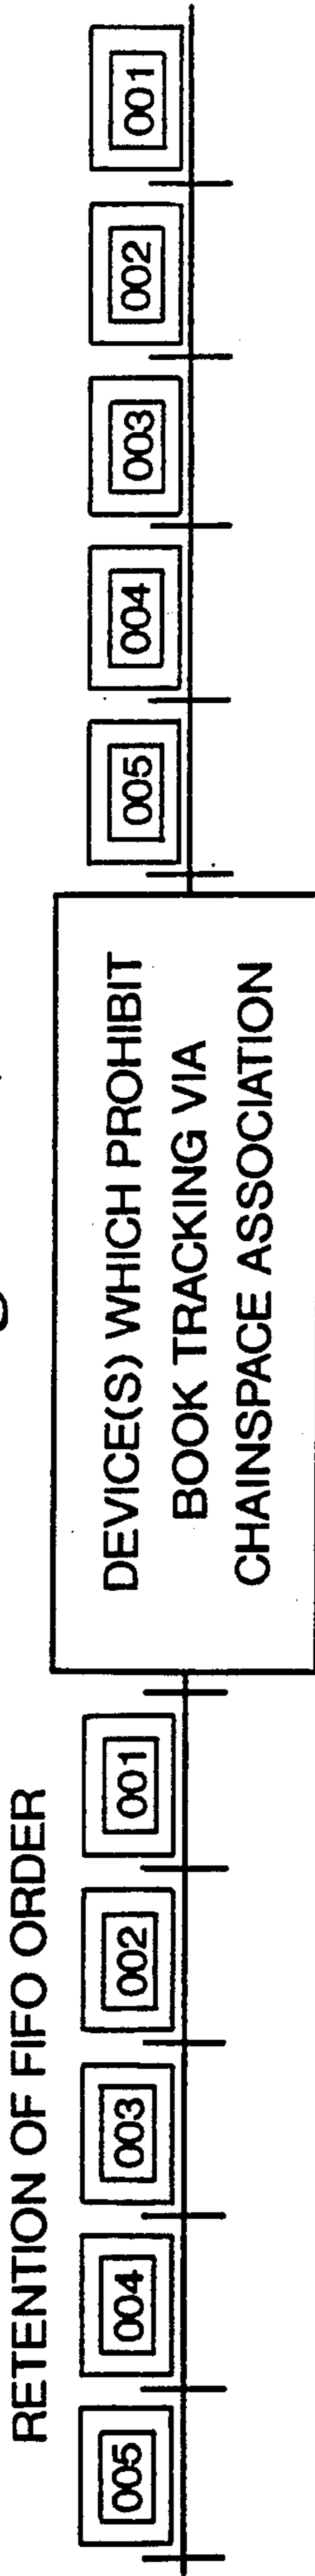 RETENTION OF FIFO ORDER
005 004 003 002 001
DEVICE(S) WHICH PROHIBIT
BOOK TRACKING VIA
CHAINSPACE ASSOCIATION
005 004 003 002 001